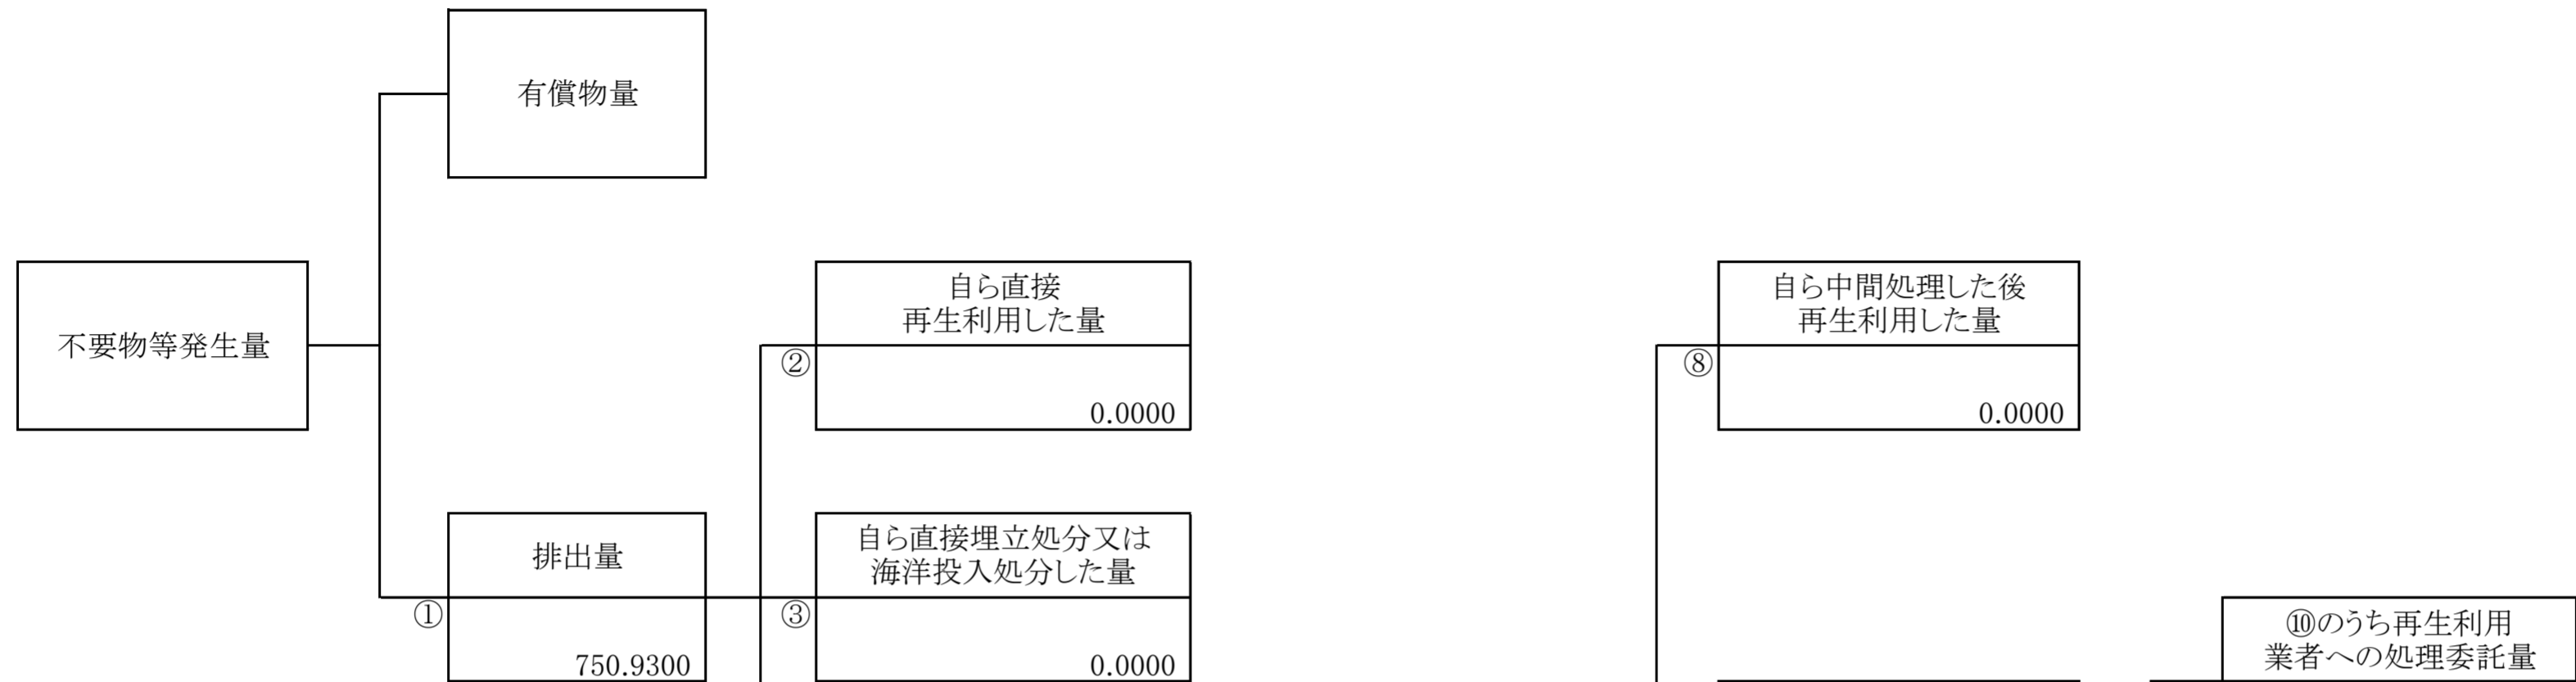 有償物量
不要物等発生量
自ら直接
再生利用した量
②
0.0000
自ら中間処理した後
再生利用した量
⑧
0.0000
排出量
①
750.9300
自ら直接埋立処分又は
海洋投入処分した量
③
0.0000
⑩のうち再生利用
業者への処理委託量